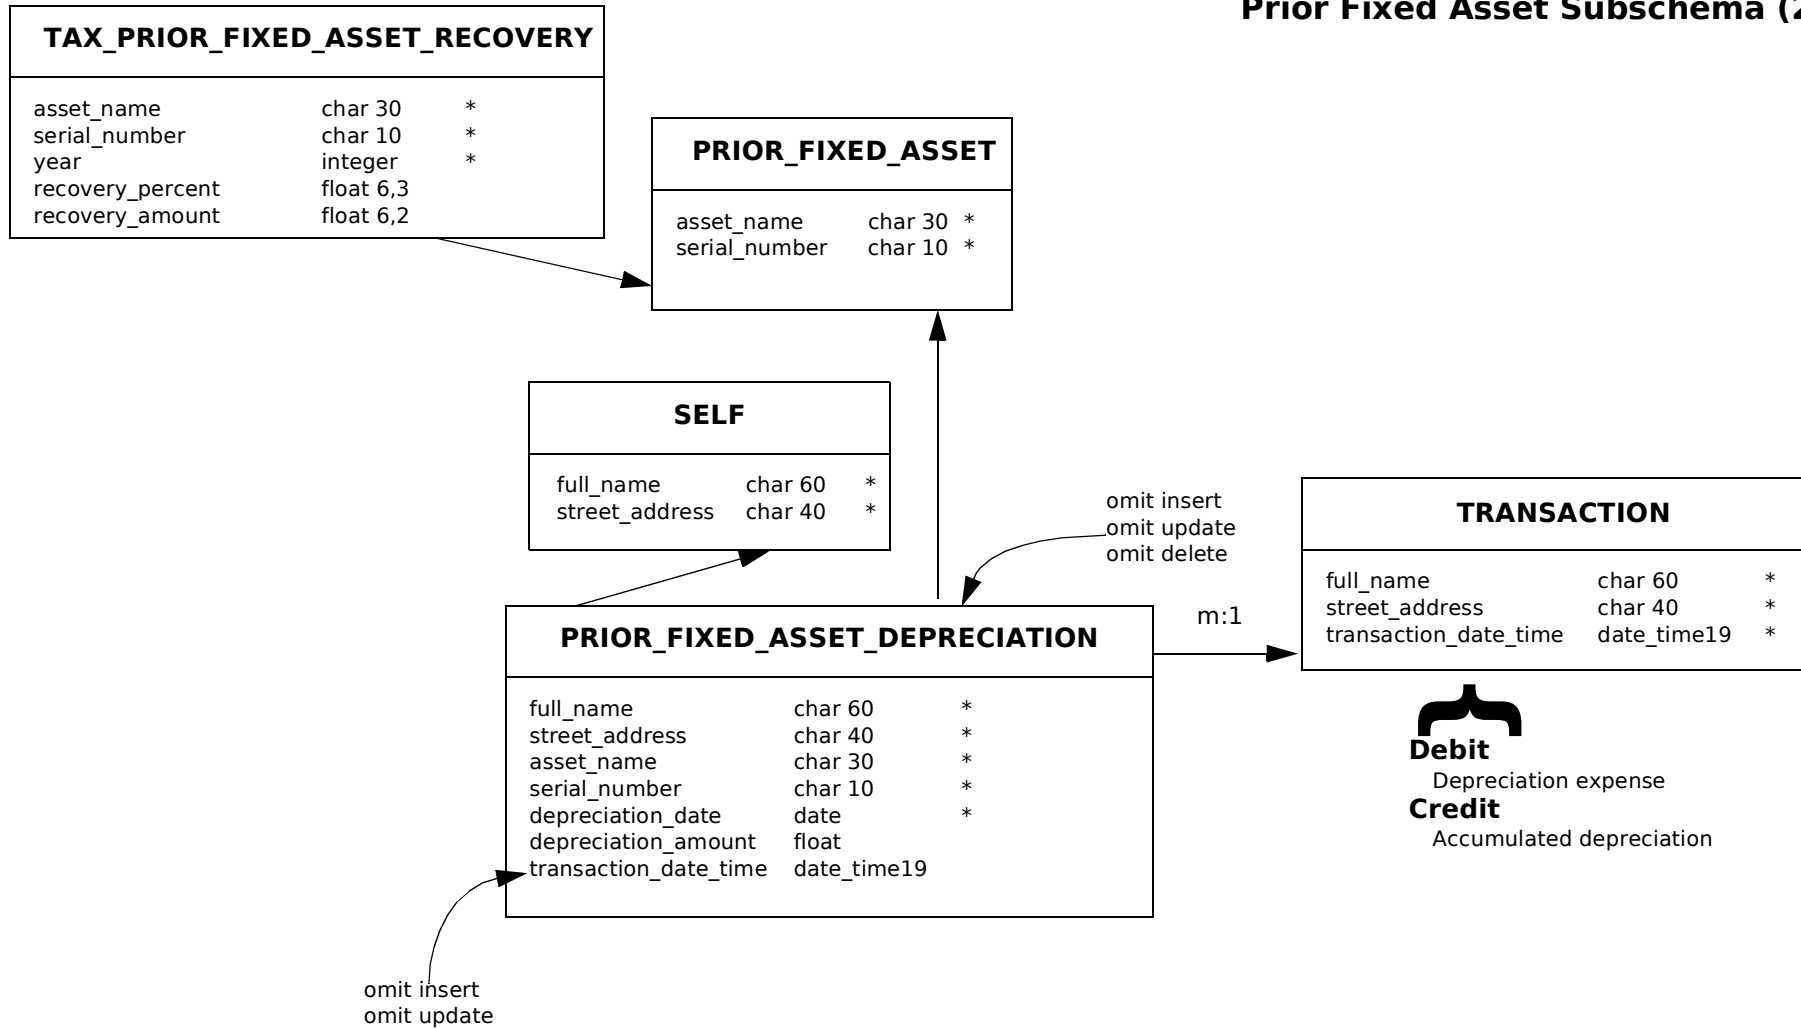 Prior Fixed Asset Subschema (2
TAX_PRIOR_FIXED_ASSET_RECOVERY
asset_name char 30 *
serial_number char 10 *
year integer *
recovery_percent float 6,3
recovery_amount float 6,2
PRIOR_FIXED_ASSET
asset_name char 30 *
serial_number char 10 *
SELF
full_name char 60 *
street_address char 40 *
omit insert
omit update
omit delete
m:1
TRANSACTION
full_name char 60 *
street_address char 40 *
transaction_date_time date_time19 *
Debit
Depreciation expense
Credit
Accumulated depreciation
PRIOR_FIXED_ASSET_DEPRECIATION
full_name char 60 *
street_address char 40 *
asset_name char 30 *
serial_number char 10 *
depreciation_date date *
depreciation_amount float
transaction_date_time date_time19
omit insert
omit update